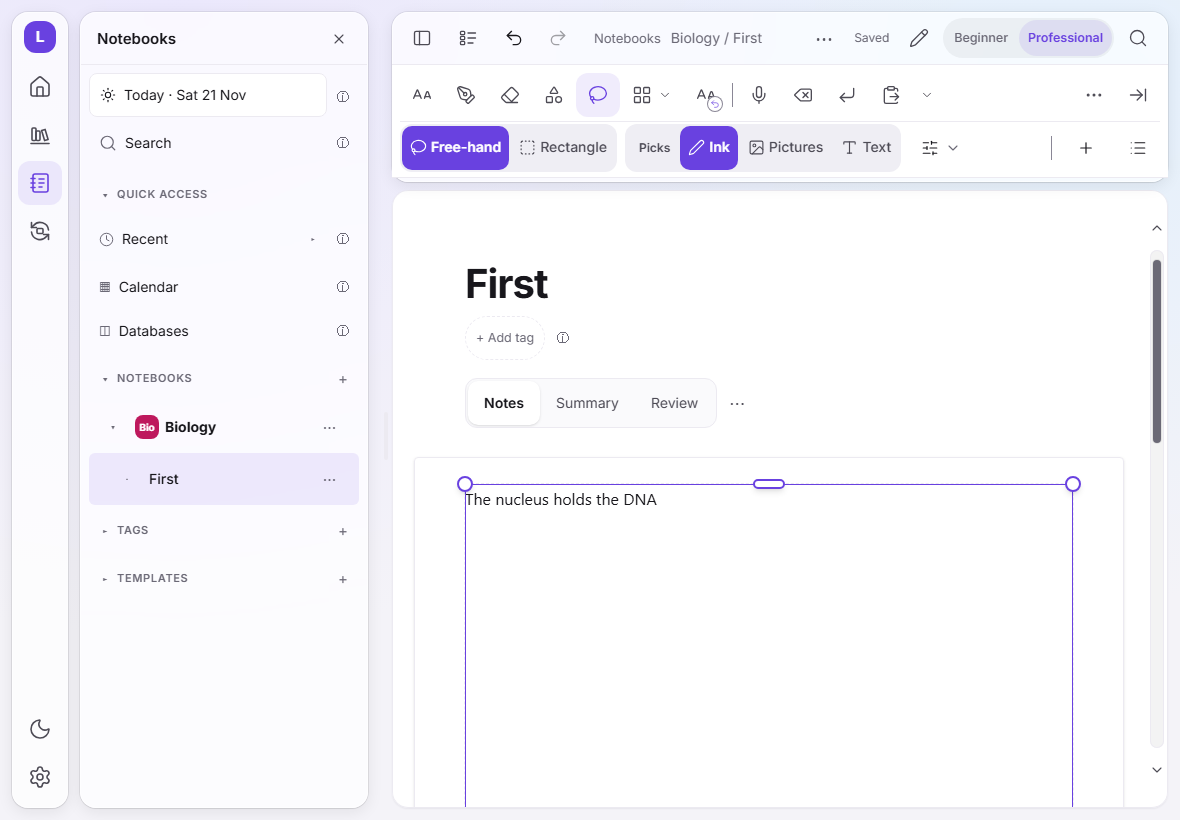 L
Notebooks
Today · Sat 21 Nov
Search
QUICK ACCESS
Recent
Calendar
Databases
NOTEBOOKS
Bio Biology
First
TAGS
TEMPLATES
Notebooks Biology / First
Saved
Beginner Professional
AA
AA
Free-hand Rectangle Picks Ink Pictures Text
First
+ Add tag
Notes Summary Review
The nucleus holds the DNA